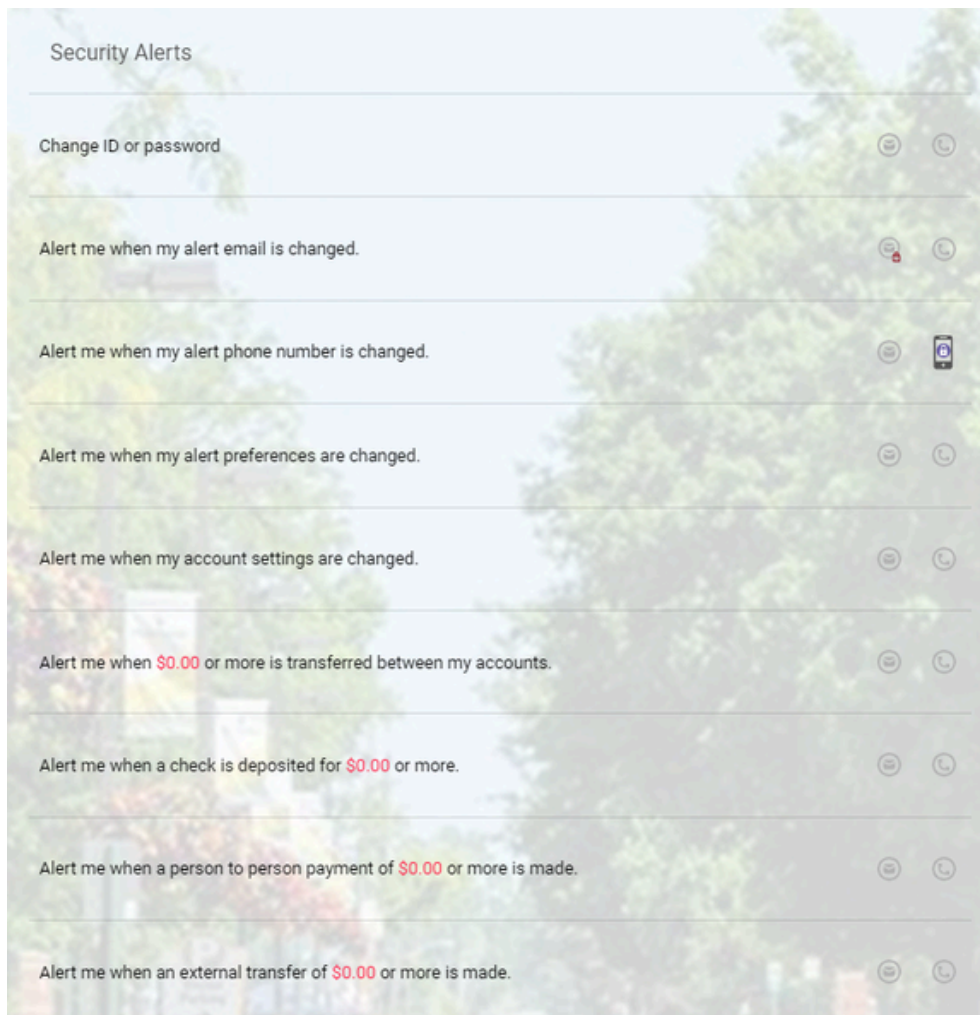 Security Alerts
Change ID or password
Alert me when my alert email is changed.
Alert me when my alert phone number is changed.
Alert me when my alert preferences are changed.
Alert me when my account settings are changed.
Alert me when $0.00 or more is transferred between my accounts.
Alert me when a check is deposited for $0.00 or more.
Alert me when a person to person payment of $0.00 or more is made.
Alert me when an external transfer of $0.00 or more is made.